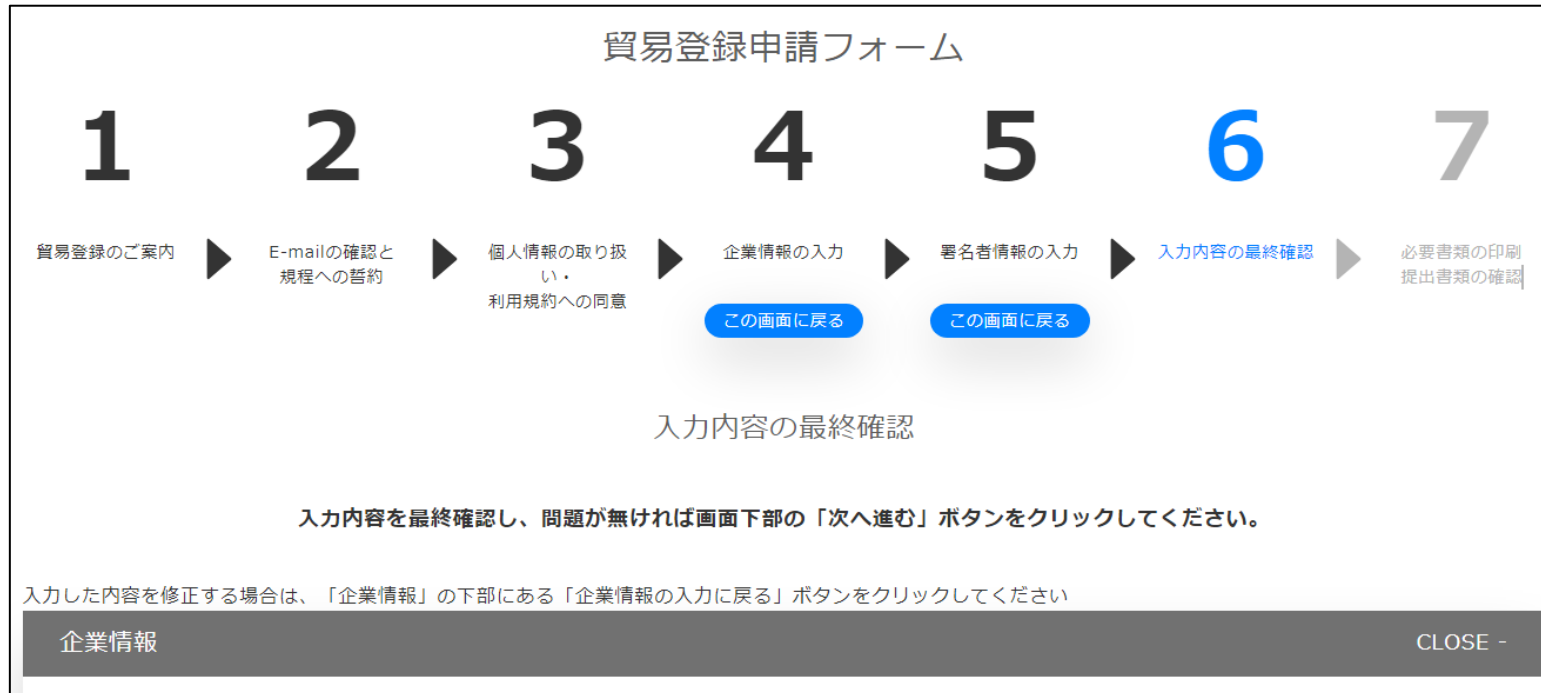 貿易登録申請フォーム
1 2 3 4 5 6 7
貿易登録のご案内
E-mailの確認と
規程への誓約
個人情報の取り扱
い・
利用規約への同意
企業情報の入力
この画面に戻る
署名者情報の入力
この画面に戻る
入力内容の最終確認
必要書類の印刷
提出書類の確認
入力内容の最終確認
入力内容を最終確認し、問題が無ければ画面下部の「次へ進む」ボタンをクリックしてください。
入力した内容を修正する場合は、「企業情報」の下部にある「企業情報の入力に戻る」ボタンをクリックしてください
企業情報 CLOSE -